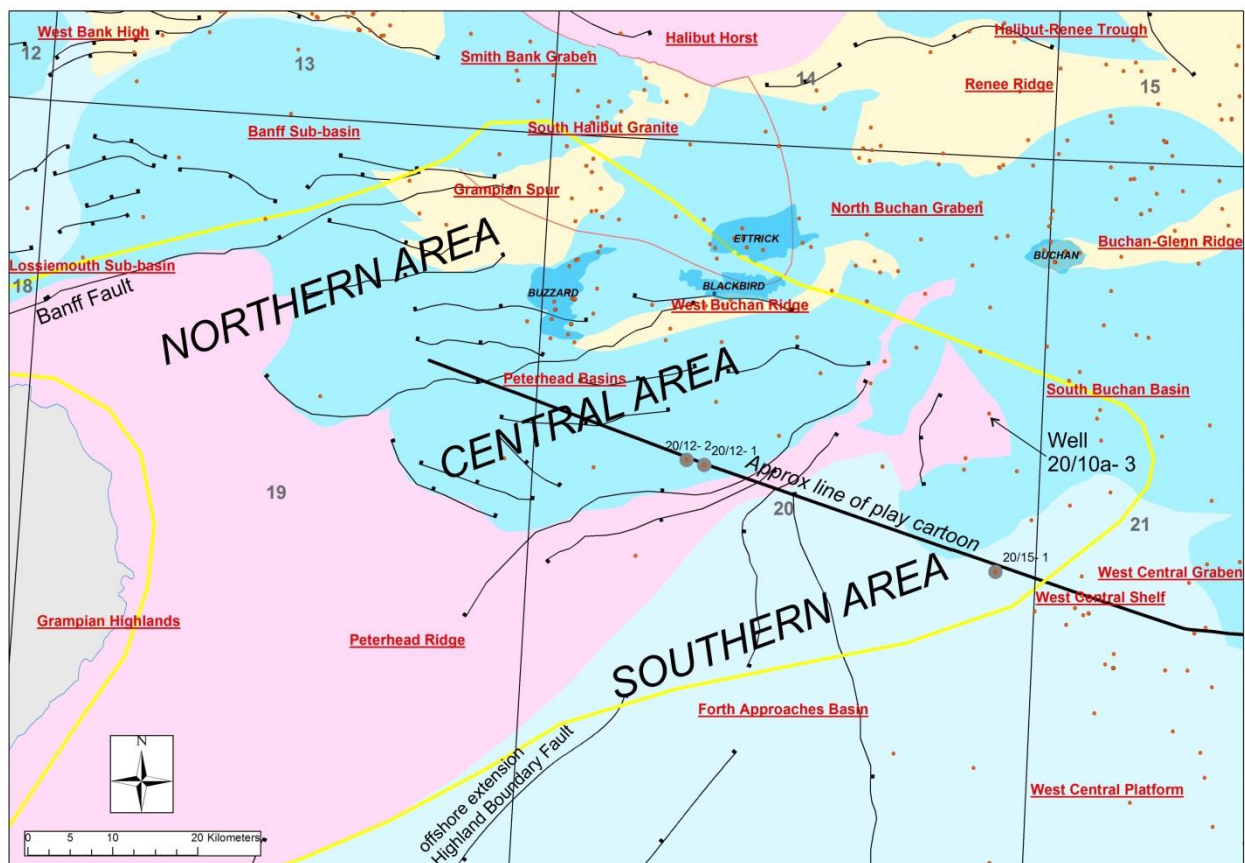 West Bank High
Halibut Horst
Halibut-Renee Trough
12
13
Smith Bank Graben
14
Renee Ridge
15
Banff Sub-basin
South Halibut Granite
Grampian Spur
North Buchan Graben
ETTRICK
Buchan-Glenn Ridge
BUCHAN
Lossiemouth Sub-basin
18
Banff Fault
NORTHERN AREA
BUZZARD
BLACKBIRD
West Buchan Ridge
Peterhead Basins
CENTRAL AREA
South Buchan Basin
Well
20/10a- 3
20/12- 2
20/12- 1
Approx line of play cartoon
19
20
21
20/15- 1
West Central Graben
West Central Shelf
SOUTHERN AREA
Grampian Highlands
Peterhead Ridge
Forth Approaches Basin
offshore extension
Highland Boundary Fault
West Central Platform
N
0 5 10 20 Kilometers